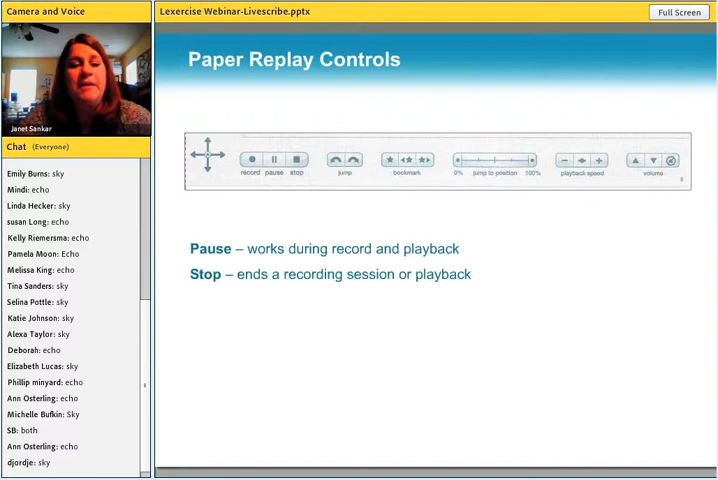 Camera and Voice
Lexercise Webinar-Livescribe.pptx
Full Screen
Janet Sankar
Chat (Everyone)
Emily Burns: sky
Mindi: echo
Linda Hecker: sky
susan Long: echo
Kelly Riemersma: echo
Pamela Moon: Echo
Melissa King: echo
Tina Sanders: sky
Selina Pottle: sky
Katie Johnson: sky
Alexa Taylor: sky
Deborah: echo
Elizabeth Lucas: sky
Phillip minyard: echo
Ann Osterling: echo
Michelle Bufkin: Sky
SB: both
Ann Osterling: echo
djordje: sky
Paper Replay Controls
record pause stop
jump
bookmark
0% jump to position 100%
playback speed
volume
Pause – works during record and playback
Stop – ends a recording session or playback